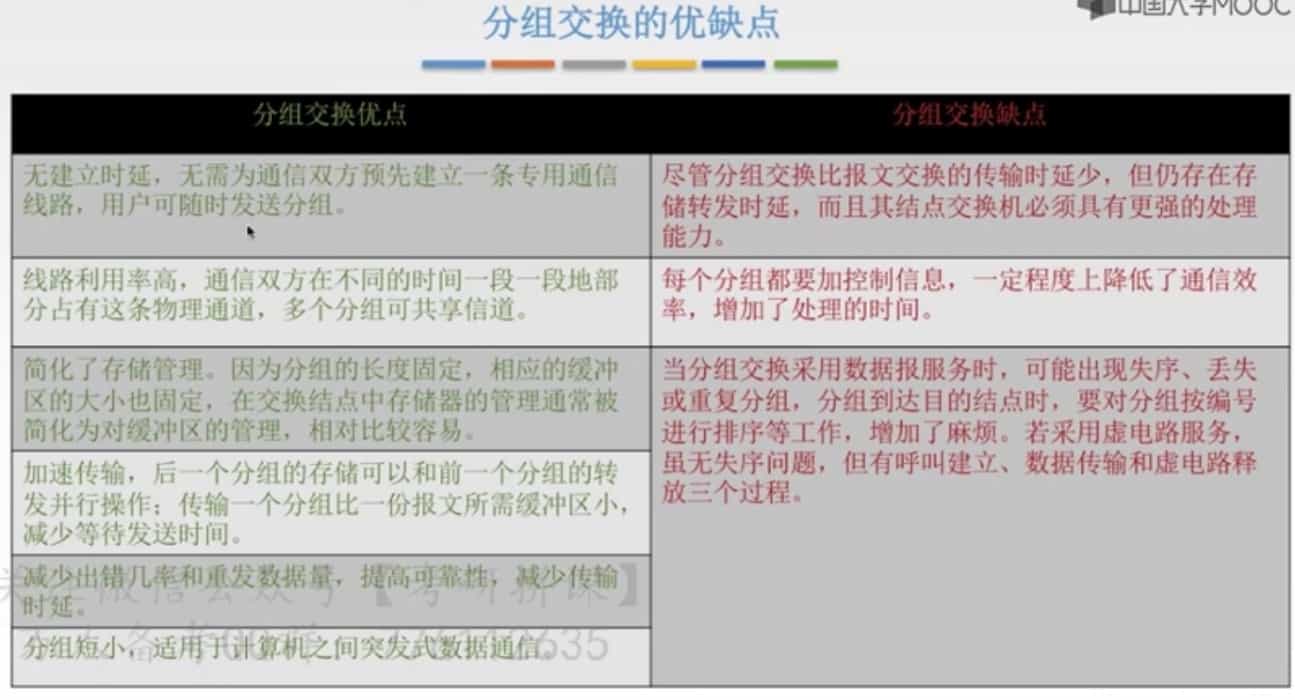 中国大学MOOC
分组交换的优缺点
分组交换优点
分组交换缺点
无建立时延，无需为通信双方预先建立一条专用通信
线路，用户可随时发送分组。
尽管分组交换比报文交换的传输时延少，但仍存在存
储转发时延，而且其结点交换机必须具有更强的处理
能力。
线路利用率高，通信双方在不同的时间一段一段地部
分占有这条物理通道，多个分组可共享信道。
每个分组都要加控制信息，一定程度上降低了通信效
率，增加了处理的时间。
简化了存储管理。因为分组的长度固定，相应的缓冲
区的大小也固定，在交换结点中存储器的管理通常被
简化为对缓冲区的管理，相对比较容易。
加速传输，后一个分组的存储可以和前一个分组的转
发并行操作；传输一个分组比一份报文所需缓冲区小，
减少等待发送时间。
减少出错几率和重发数据量，提高可靠性，减少传输
时延。
分组短小，适用于计算机之间突发式数据通信。
当分组交换采用数据报服务时，可能出现失序、丢失
或重复分组，分组到达目的结点时，要对分组按编号
进行排序等工作，增加了麻烦。若采用虚电路服务，
虽无失序问题，但有呼叫建立、数据传输和虚电路释
放三个过程。